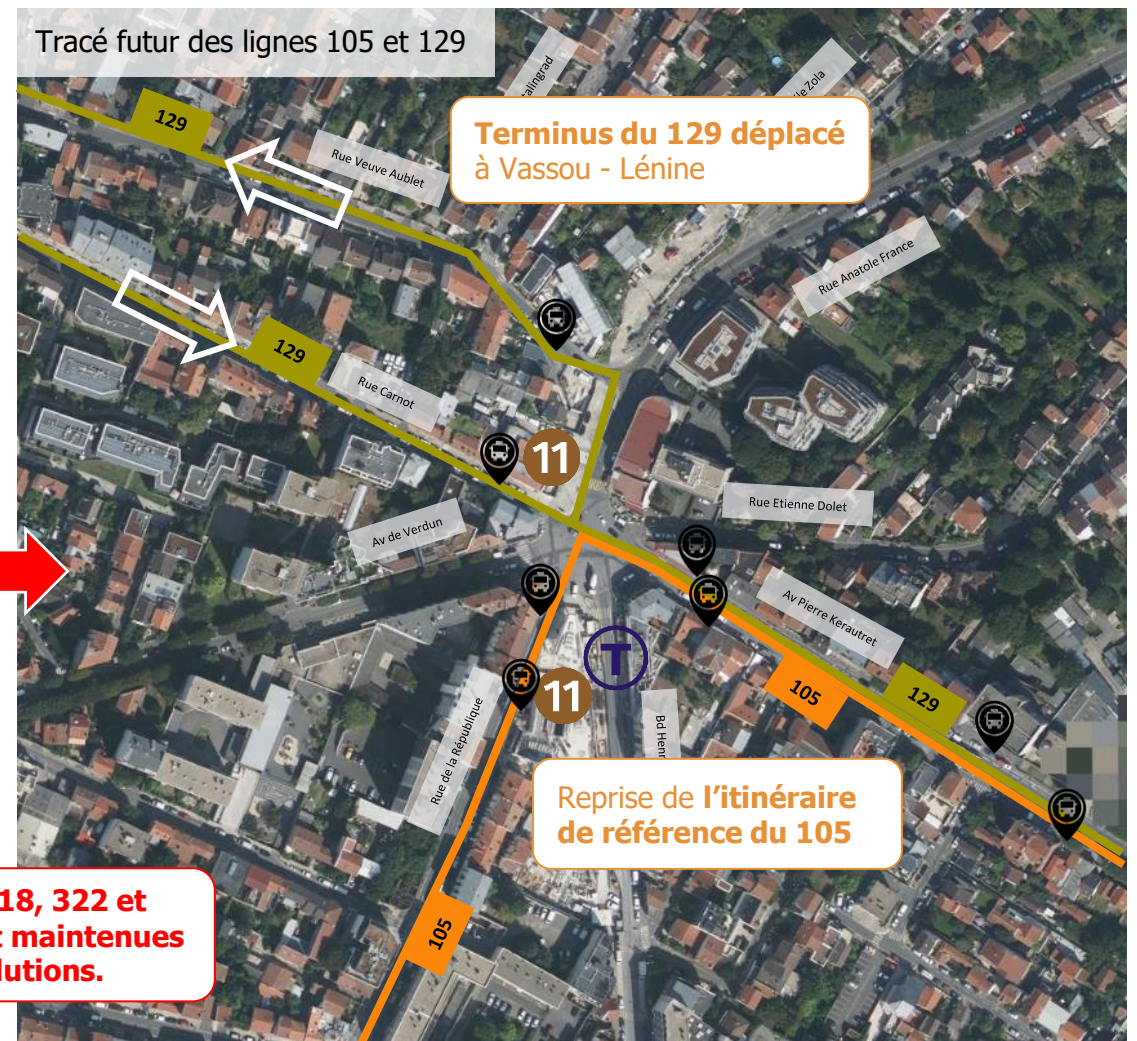 Tracé futur des lignes 105 et 129
129
Rue Veuve Aublet
Terminus du 129 déplacé
à Vassou - Lénine
Rue Anatole France
129
Rue Carnot
11
Av de Verdun
Rue Etienne Dolet
T
Av Pierre Kerautret
105
129
11
Rue de la République
Bd Henr
Reprise de l’itinéraire
de référence du 105
18, 322 et
maintenues
lutions.
105